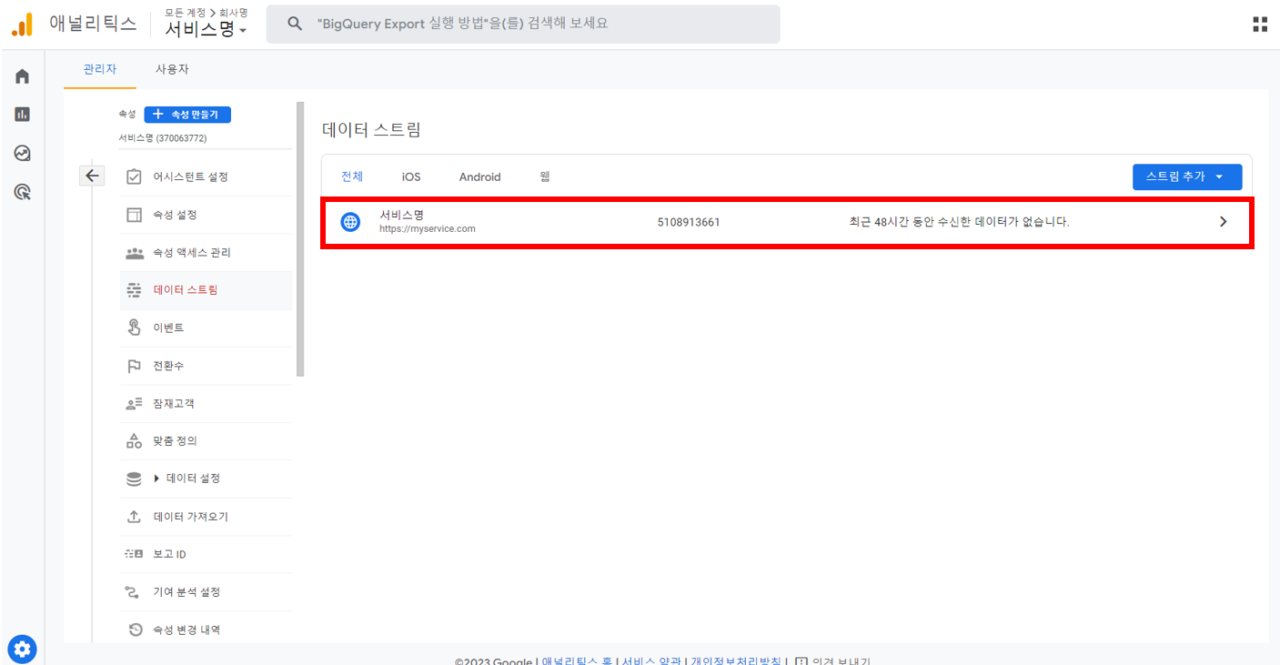 애널리틱스
모든 계정 > 회사명
서비스명
"BigQuery Export 실행 방법"을(를) 검색해 보세요
관리자
사용자
속성
+ 속성 만들기
서비스명 (370063772)
어시스턴트 설정
속성 설정
속성 액세스 관리
데이터 스트림
이벤트
전환수
잠재고객
맞춤 정의
데이터 설정
데이터 가져오기
보고 ID
기여 분석 설정
속성 변경 내역
데이터 스트림
전체 iOS Android 웹
스트림 추가
서비스명
https://myservice.com
5108913661
최근 48시간 동안 수신한 데이터가 없습니다.
©2023 Google | 애널리틱스 홈 | 서비스 약관 | 개인정보처리방침 | 의견 보내기